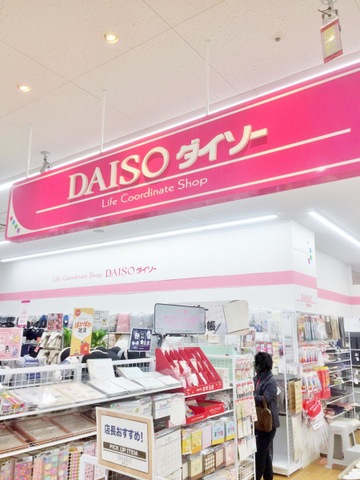 DAISO ダイソー
Life Coordinate Shop
Life Coordinate Shop DAISO ダイソー
DAISO
店長おすすめ!
PICK UP ITEM